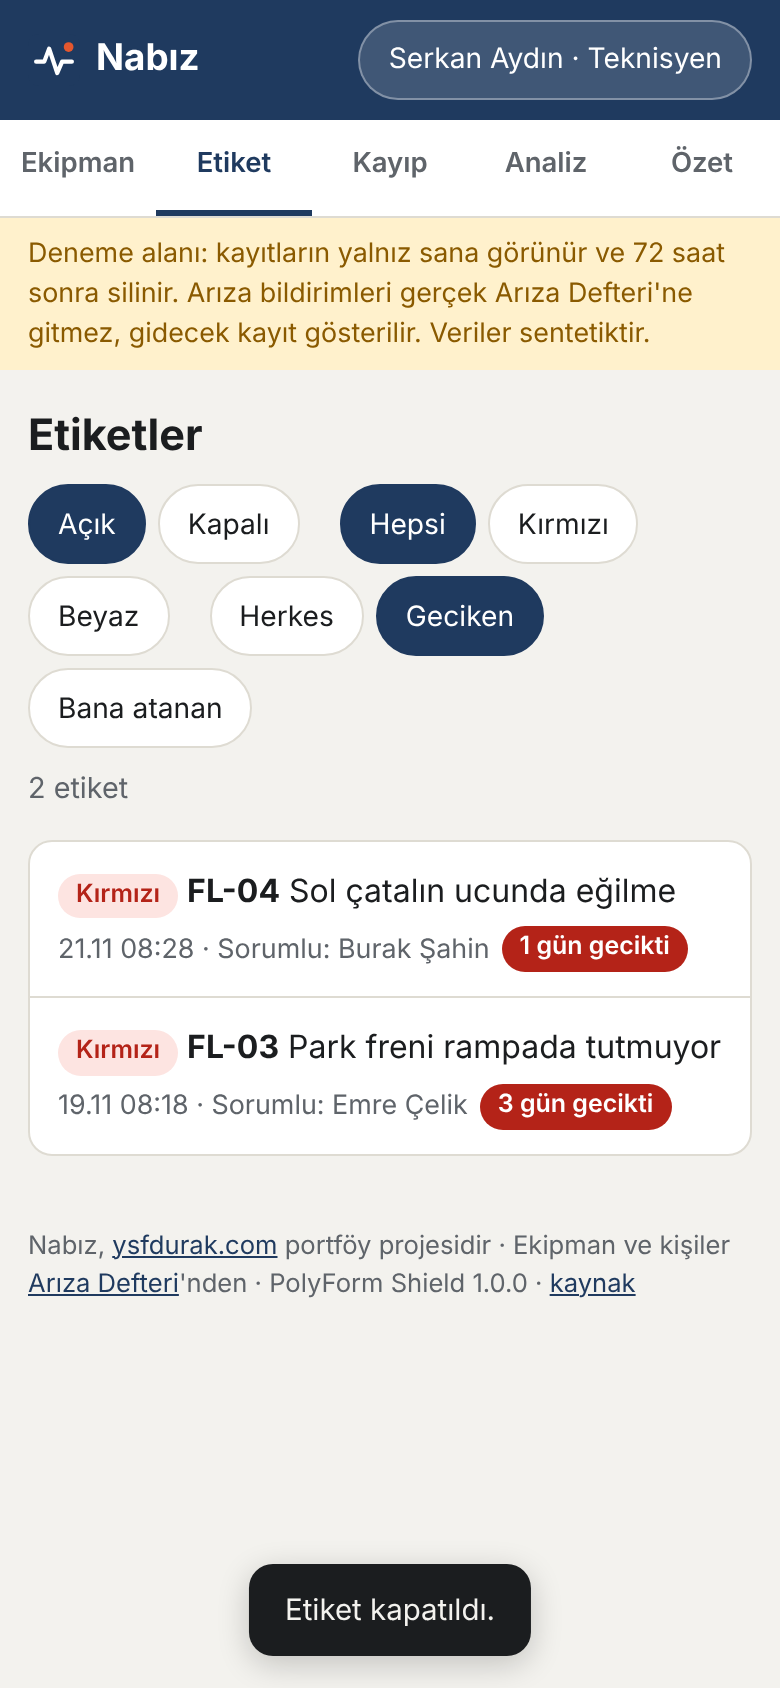 Nabız
Serkan Aydın · Teknisyen
Ekipman Etiket Kayıp Analiz Özet
Deneme alanı: kayıtların yalnız sana görünür ve 72 saat
sonra silinir. Arıza bildirimleri gerçek Arıza Defteri'ne
gitmez, gidecek kayıt gösterilir. Veriler sentetiktir.
Etiketler
Açık Kapalı Hepsi Kırmızı
Beyaz Herkes Geciken
Bana atanan
2 etiket
Kırmızı FL-04 Sol çatalın ucunda eğilme
21.11 08:28 · Sorumlu: Burak Şahin 1 gün gecikti
Kırmızı FL-03 Park freni rampada tutmuyor
19.11 08:18 · Sorumlu: Emre Çelik 3 gün gecikti
Nabız, ysfdurak.com portföy projesidir · Ekipman ve kişiler
Arıza Defteri'nden · PolyForm Shield 1.0.0 · kaynak
Etiket kapatıldı.